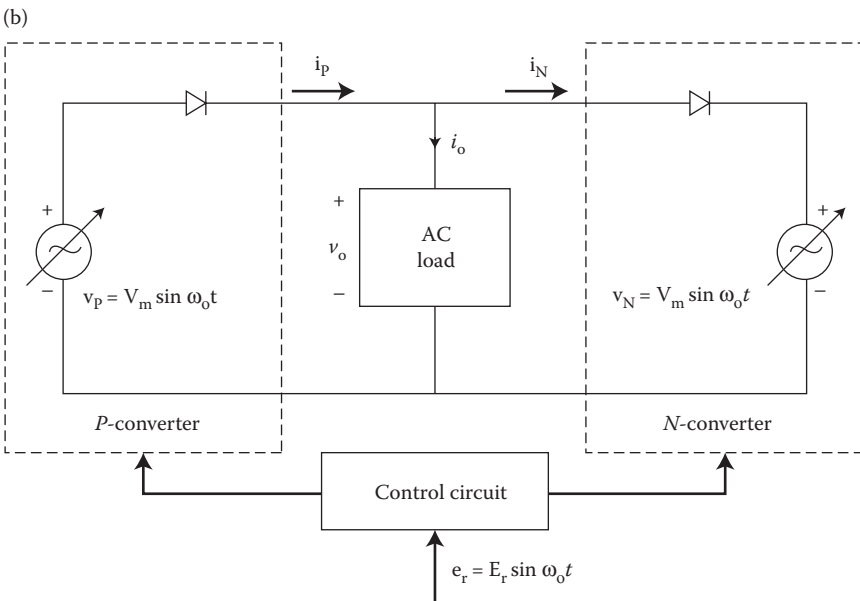 (b)
i_P
i_N
i_o
+
+
+
AC
load
v_o
−
−
−
v_P = V_m sin ω_o t
v_N = V_m sin ω_o t
P-converter
N-converter
Control circuit
e_r = E_r sin ω_o t